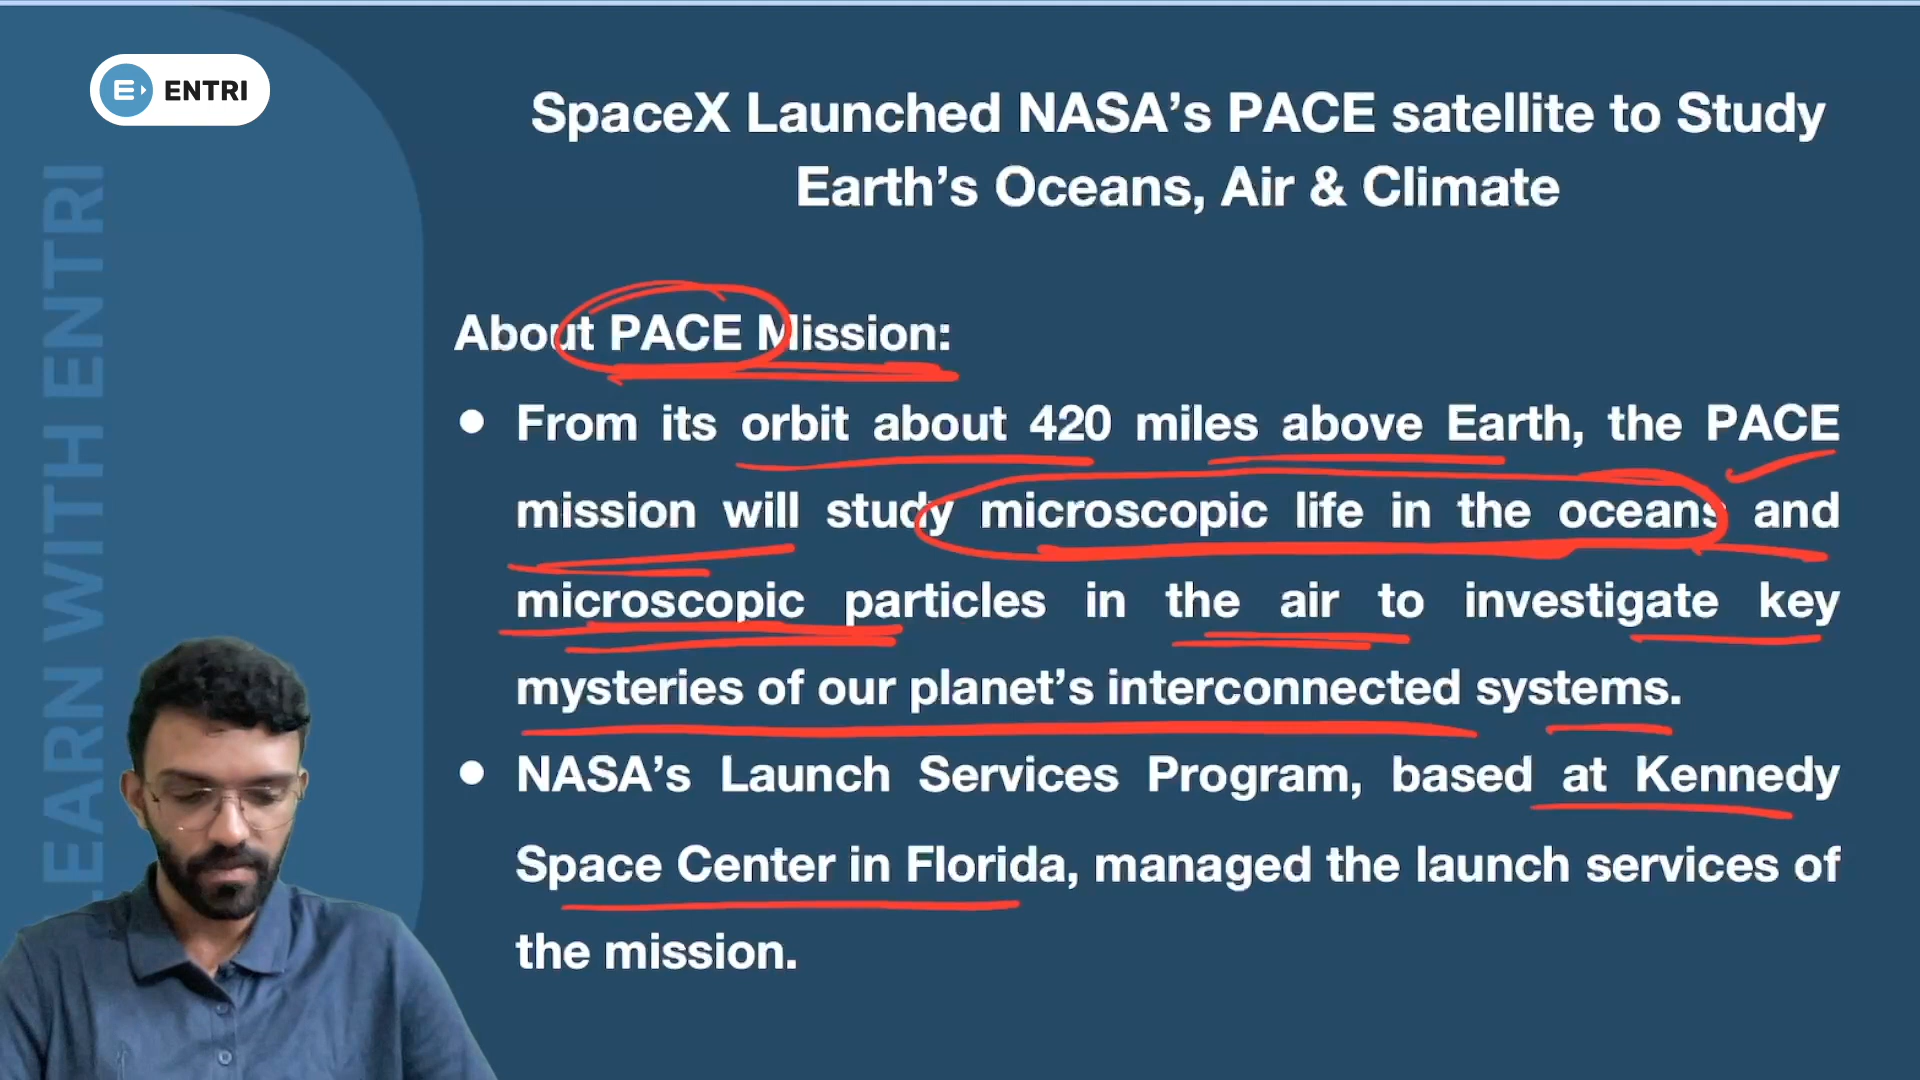 ENTRI
LEARN WITH ENTRI
SpaceX Launched NASA’s PACE satellite to Study
Earth’s Oceans, Air & Climate
About PACE Mission:
• From its orbit about 420 miles above Earth, the PACE
mission will study microscopic life in the oceans and
microscopic particles in the air to investigate key
mysteries of our planet’s interconnected systems.
• NASA’s Launch Services Program, based at Kennedy
Space Center in Florida, managed the launch services of
the mission.